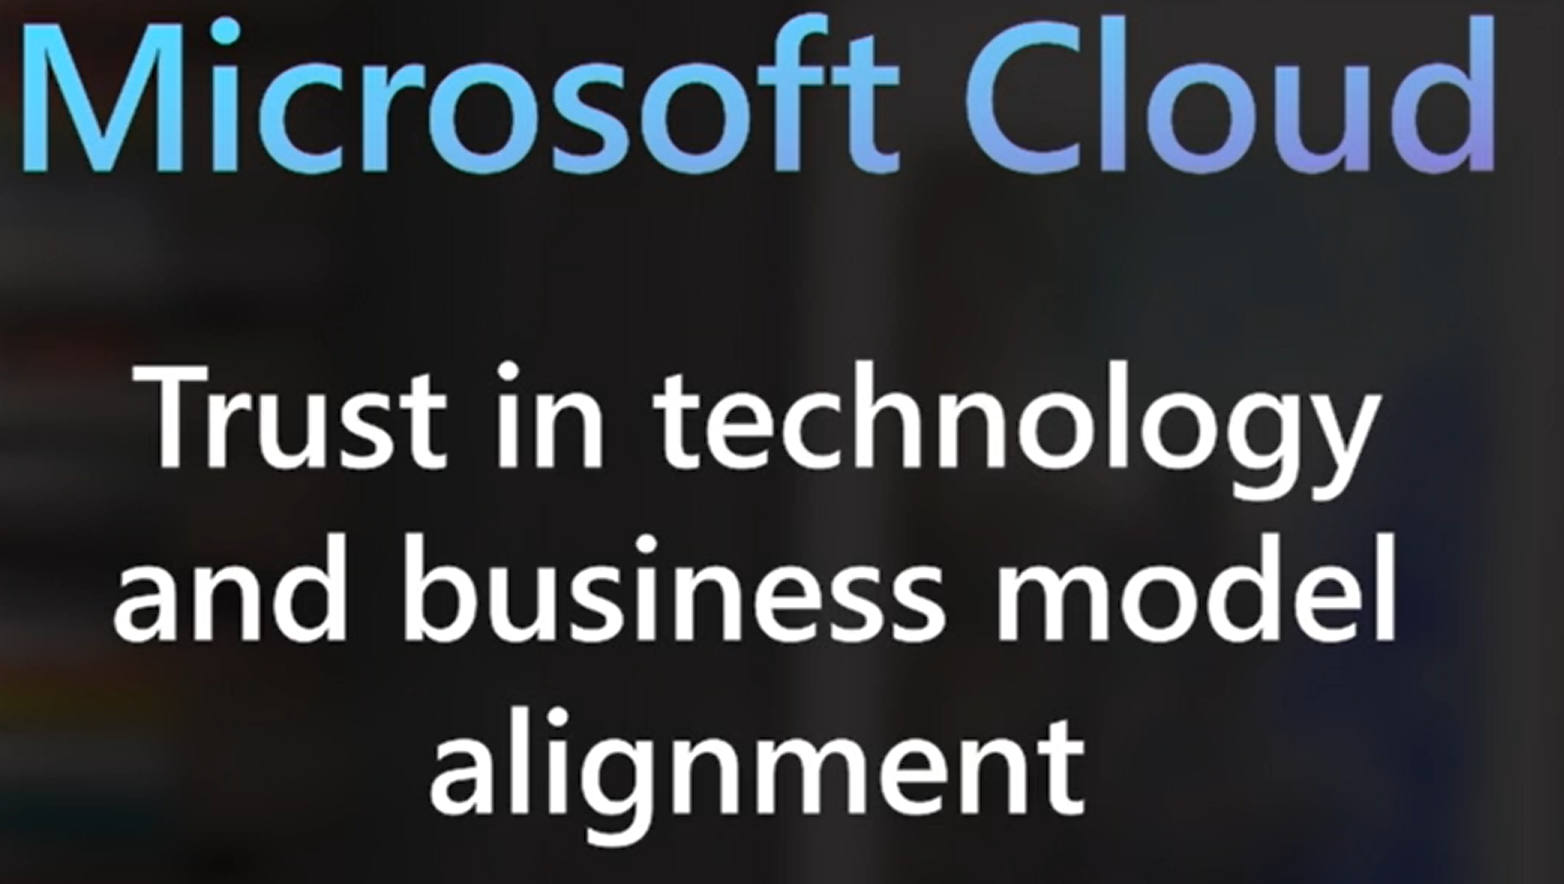 Microsoft Cloud
Trust in technology
and business model
alignment